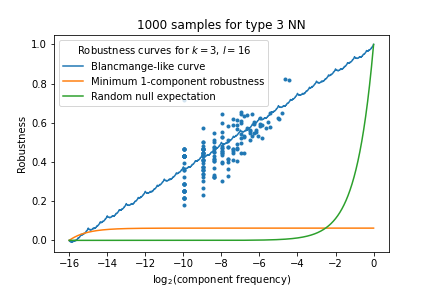 1000 samples for type 3 NN
Robustness curves for k = 3, l = 16
Blancmange-like curve
Minimum 1-component robustness
Random null expectation
Robustness
1.0
0.8
0.6
0.4
0.2
0.0
−16 −14 −12 −10 −8 −6 −4 −2 0
log₂(component frequency)